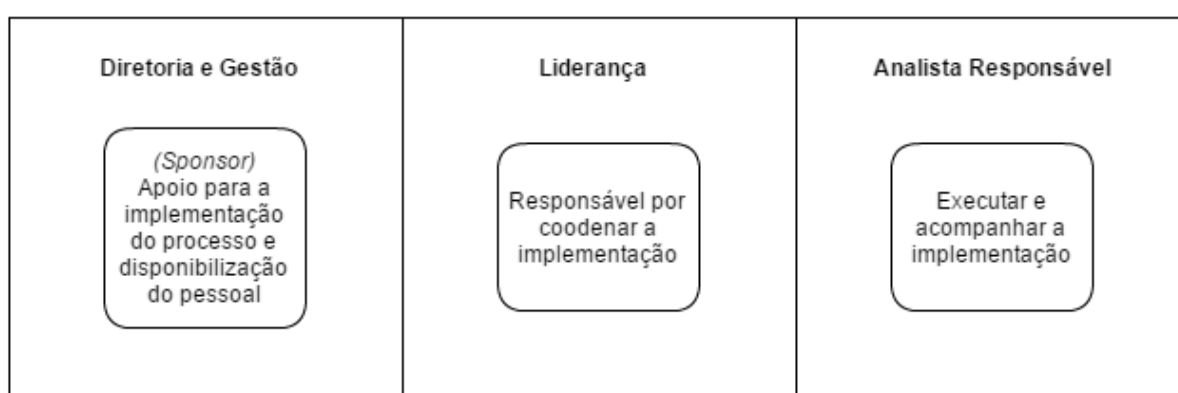 Diretoria e Gestão
(Sponsor)
Apoio para a
implementação
do processo e
disponibilização
do pessoal
Liderança
Responsável por
coodenar a
implementação
Analista Responsável
Executar e
acompanhar a
implementação